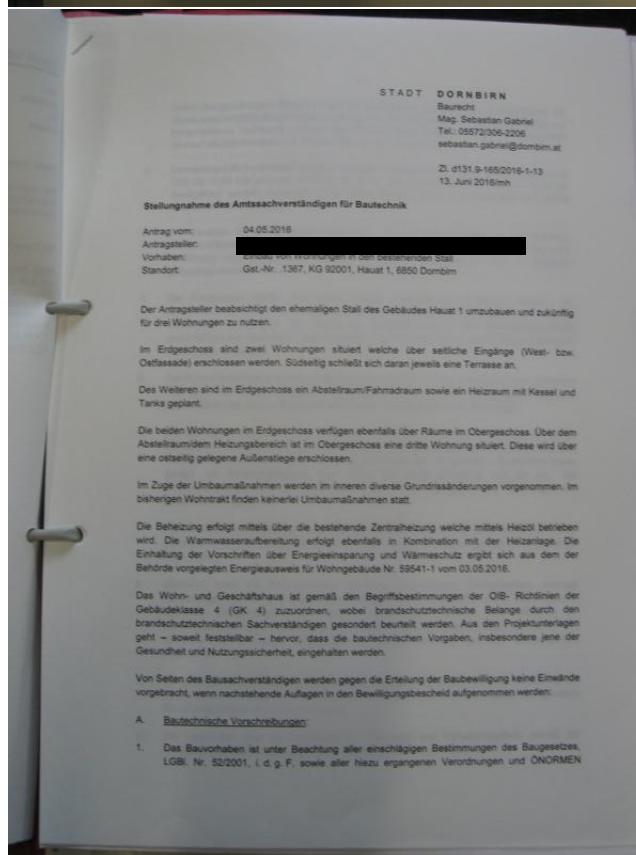 STADT DORNBIRN
Baurecht
Mag. Sebastian Gabriel
Tel.: 05572/306-2206
sebastian.gabriel@dornbirn.at
Zl. d131.9-165/2016-1-13
13. Juni 2016/mh
Stellungnahme des Amtssachverständigen für Bautechnik
Antrag vom: 04.05.2016
Antragsteller:
Vorhaben: Einbau von Wohnungen in den bestehenden Stall
Standort: Gst.-Nr. .1367, KG 92001, Hauat 1, 6850 Dornbirn
Der Antragsteller beabsichtigt den ehemaligen Stall des Gebäudes Hauat 1 umzubauen und zukünftig
für drei Wohnungen zu nutzen.
Im Erdgeschoss sind zwei Wohnungen situiert welche über seitliche Eingänge (West- bzw.
Ostfassade) erschlossen werden. Südseitig schließt sich daran jeweils eine Terrasse an.
Des Weiteren sind im Erdgeschoss ein Abstellraum/Fahrradraum sowie ein Heizraum mit Kessel und
Tanks geplant.
Die beiden Wohnungen im Erdgeschoss verfügen ebenfalls über Räume im Obergeschoss. Über dem
Abstellraum/dem Heizungsbereich ist im Obergeschoss eine dritte Wohnung situiert. Diese wird über
eine ostseitig gelegene Außenstiege erschlossen.
Im Zuge der Umbaumaßnahmen werden im inneren diverse Grundrissänderungen vorgenommen. Im
bisherigen Wohntrakt finden keinerlei Umbaumaßnahmen statt.
Die Beheizung erfolgt mittels über die bestehende Zentralheizung welche mittels Heizöl betrieben
wird. Die Warmwasseraufbereitung erfolgt ebenfalls in Kombination mit der Heizanlage. Die
Einhaltung der Vorschriften über Energieeinsparung und Wärmeschutz ergibt sich aus dem der
Behörde vorgelegten Energieausweis für Wohngebäude Nr. 59541-1 vom 03.05.2016.
Das Wohn- und Geschäftshaus ist gemäß den Begriffsbestimmungen der OIB- Richtlinien der
Gebäudeklasse 4 (GK 4) zuzuordnen, wobei brandschutztechnische Belange durch den
brandschutztechnischen Sachverständigen gesondert beurteilt werden. Aus den Projektunterlagen
geht – soweit feststellbar – hervor, dass die bautechnischen Vorgaben, insbesondere jene der
Gesundheit und Nutzungssicherheit, eingehalten werden.
Von Seiten des Bausachverständigen werden gegen die Erteilung der Baubewilligung keine Einwände
vorgebracht, wenn nachstehende Auflagen in den Bewilligungsbescheid aufgenommen werden:
A. Bautechnische Vorschreibungen:
1. Das Bauvorhaben ist unter Beachtung aller einschlägigen Bestimmungen des Baugesetzes,
LGBl. Nr. 52/2001, i. d. g. F. sowie aller hiezu ergangenen Verordnungen und ÖNORMEN